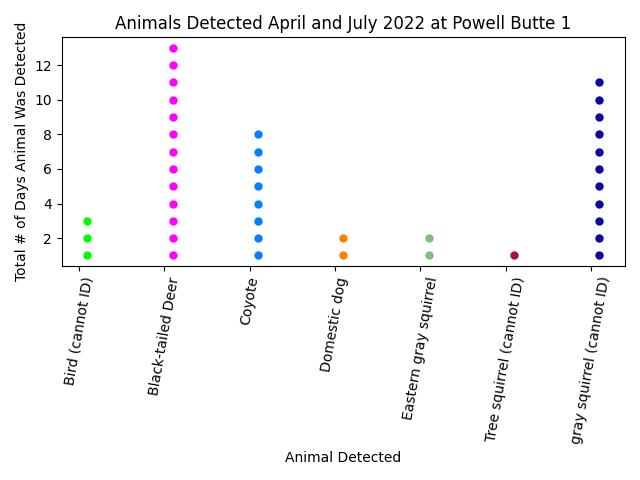 Animals Detected April and July 2022 at Powell Butte 1
Total # of Days Animal Was Detected
12
10
8
6
4
2
Bird (cannot ID)
Black-tailed Deer
Coyote
Domestic dog
Eastern gray squirrel
Tree squirrel (cannot ID)
gray squirrel (cannot ID)
Animal Detected